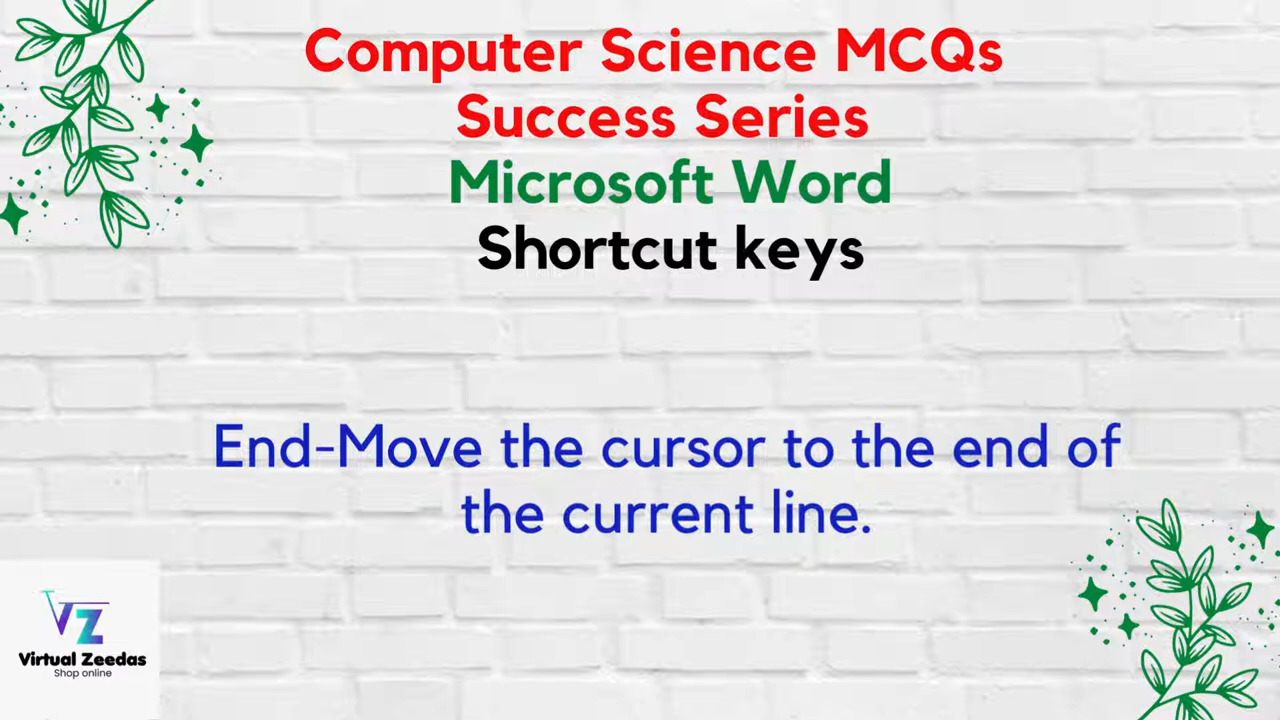 Computer Science MCQs
Success Series
Microsoft Word
Shortcut keys
End-Move the cursor to the end of
the current line.
VZ
Virtual Zeedas
Shop online